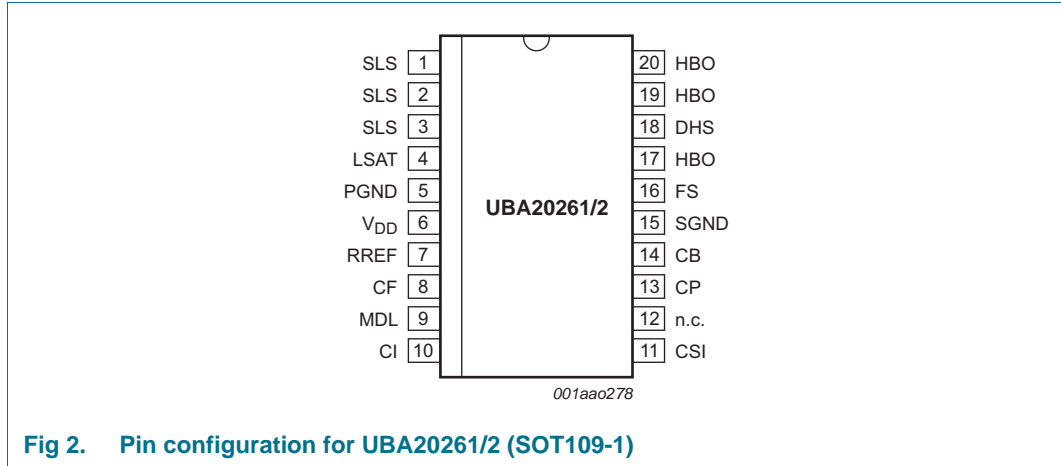 SLS 1
SLS 2
SLS 3
LSAT 4
PGND 5
VDD 6
RREF 7
CF 8
MDL 9
CI 10
UBA20261/2
20 HBO
19 HBO
18 DHS
17 HBO
16 FS
15 SGND
14 CB
13 CP
12 n.c.
11 CSI
001aao278
Fig 2. Pin configuration for UBA20261/2 (SOT109-1)